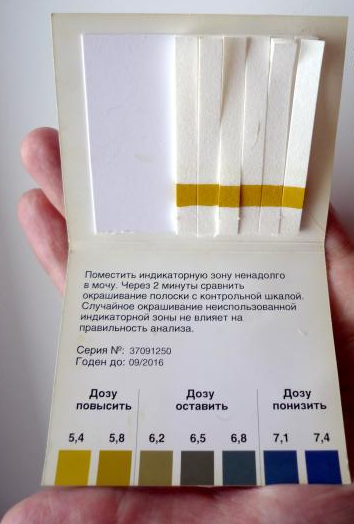 Поместить индикаторную зону ненадолго
в мочу. Через 2 минуты сравнить
окрашивание полоски с контрольной шкалой.
Случайное окрашивание неиспользованной
индикаторной зоны не влияет на
правильность анализа.
Серия №: 37091250
Годен до: 09/2016
Дозу повысить Дозу оставить Дозу понизить
5,4 5,8 6,2 6,5 6,8 7,1 7,4